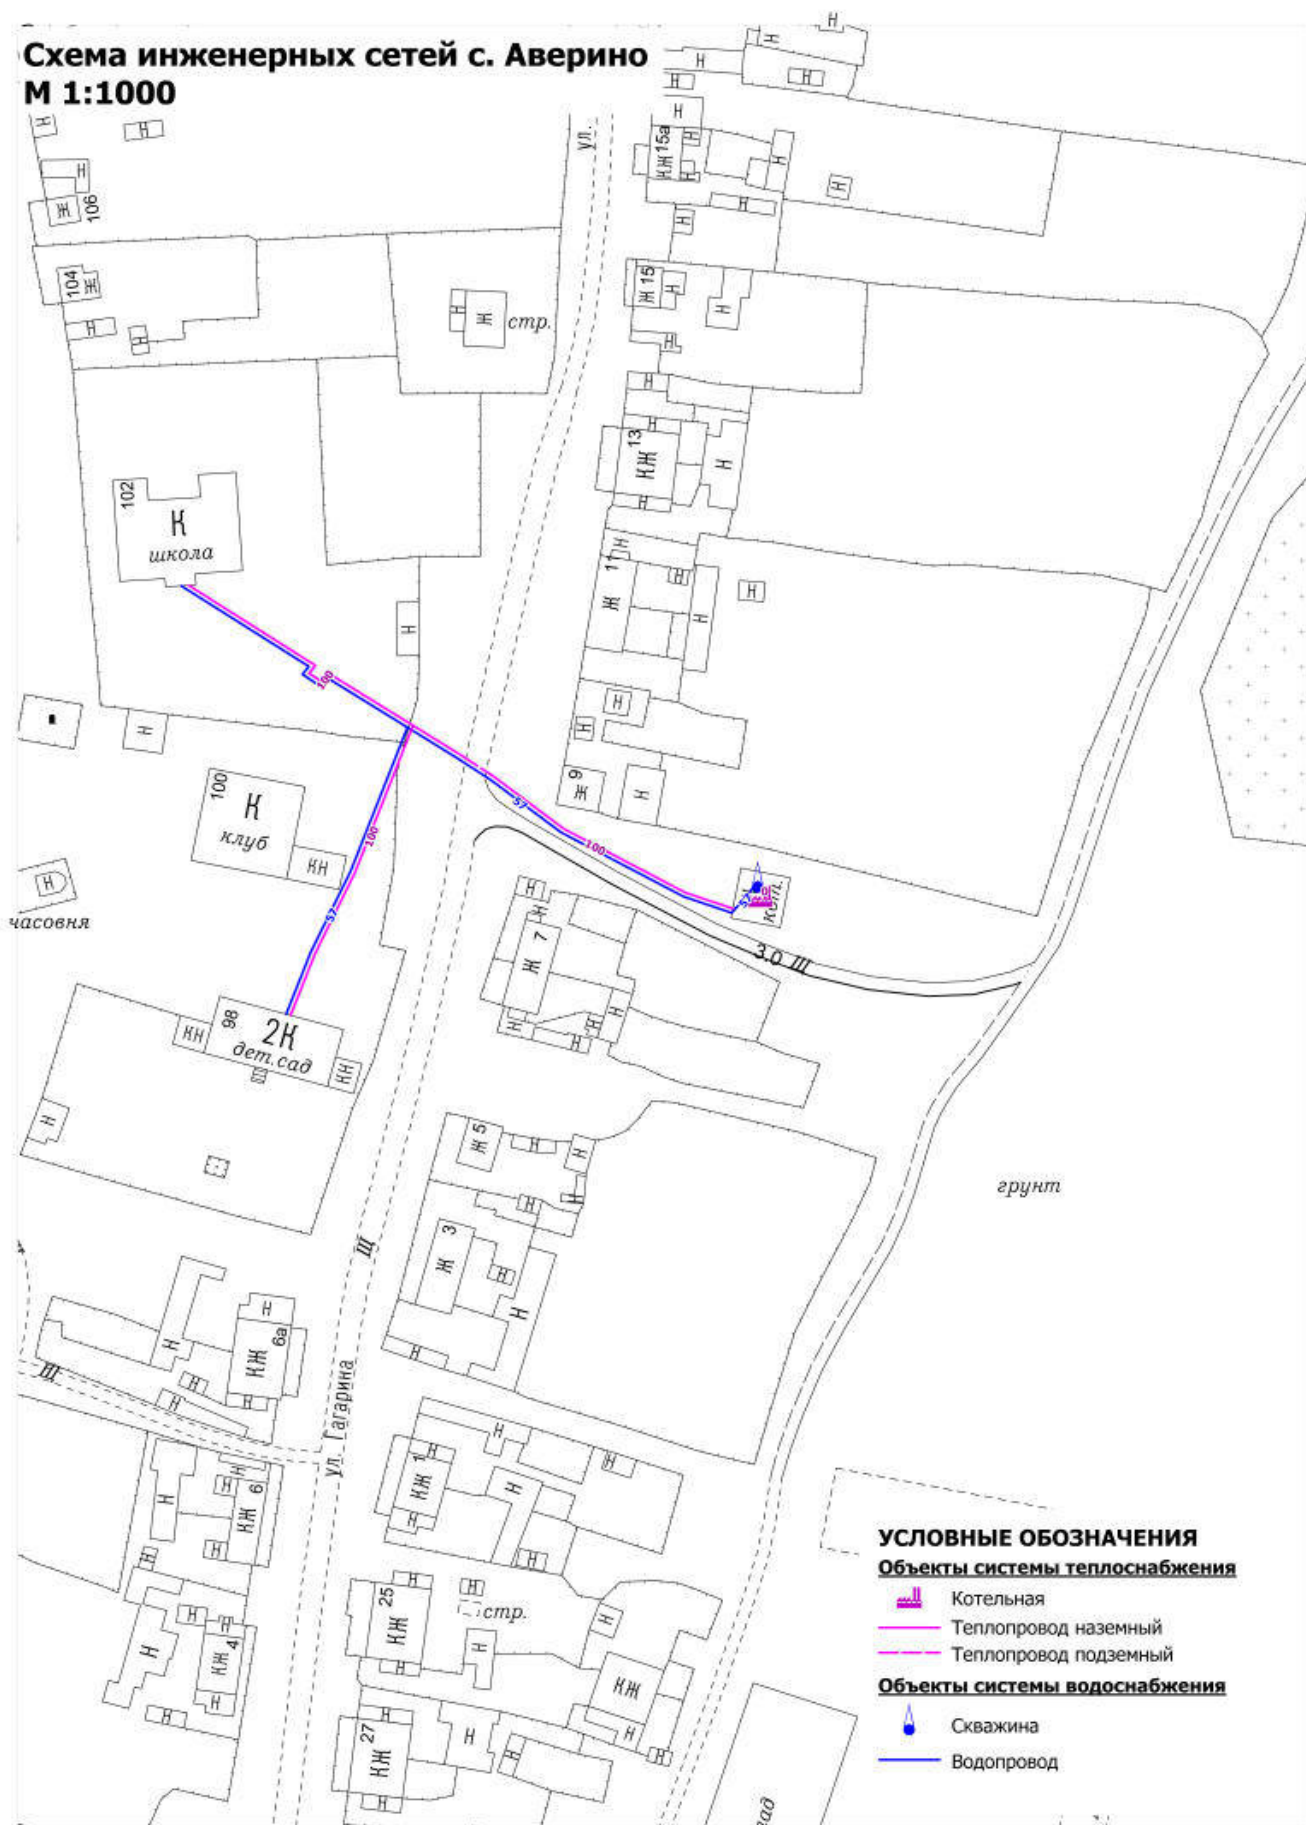 Схема инженерных сетей с. Аверино
М 1:1000
Н
Н
Н
Н
Н
Н
ул.
Н
КЖ 15а
Н
Н
Н
Н
Н
Н
Н
Ж 106
104 Ж
Н
Н
Н
Ж
стр.
Ж 15
Н
Н
Н
Н
Н
КЖ 13
Н
Н
102
К
школа
Н
Ж 11
Н
Н
Н
Н
100
Н
Н
Н
Ж 9
Н
100
К
клуб
КН
57
100
100
57
57
Н
часовня
Н
Н
Ж 7
3.0 Щ
Н
Н
Н
Н
98
2К
дет.сад
КН
КН
Н
Ж 5
Н
Н
Н
Н
грунт
Ж 3
Н
Н
Н
Щ
Н
КЖ 6а
Н
Н
Н
Н
Щ
ул. Гагарина
Н
КЖ 1
Н
Н
Н
Н
Н
Н
Н
КЖ 6
Н
Н
Н
Н
КЖ 4
Н
Н
Н
Н
Н
25
КЖ
Н
Н
стр.
Н
Н
КЖ
Н
Н
Н
27
КЖ
Н
Н
Н
УСЛОВНЫЕ ОБОЗНАЧЕНИЯ
Объекты системы теплоснабжения
Котельная
Теплопровод наземный
Теплопровод подземный
Объекты системы водоснабжения
Скважина
Водопровод